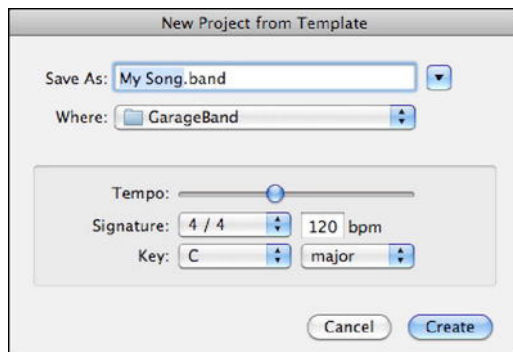 New Project from Template
Save As: My Song.band
Where: GarageBand
Tempo:
Signature: 4 / 4 120 bpm
Key: C major
Cancel Create